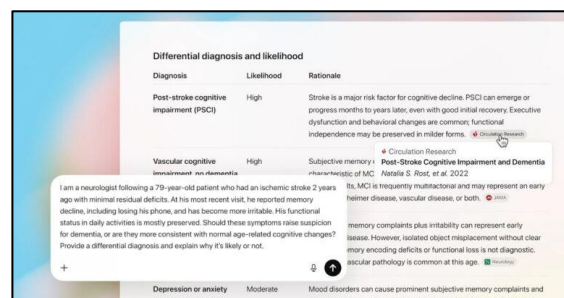 Differential diagnosis and likelihood
Diagnosis Likelihood Rationale
Post-stroke cognitive impairment (PSCI) High Stroke is a major risk factor for cognitive decline. PSCI can emerge or
progress months to years later, even with good initial recovery. Executive
dysfunction and behavioral changes are common; functional
independence may be preserved in milder forms. Circulation Research
Circulation Research
Post-Stroke Cognitive Impairment and Dementia
Natalia S. Rost, et al. 2022
Vascular cognitive High Subjective memory
impairment, no dementia characteristic of MC
ts, MCI is frequently multifactorial and may represent an early
heimer disease, vascular disease, or both. JAMA
I am a neurologist following a 79-year-old patient who had an ischemic stroke 2 years
ago with minimal residual deficits. At his most recent visit, he reported memory
decline, including losing his phone, and has become more irritable. His functional
status in daily activities is mostly preserved. Should these symptoms raise suspicion
for dementia, or are they more consistent with normal age-related cognitive changes?
Provide a differential diagnosis and explain why it's likely or not.
memory complaints plus irritability can represent early
isease. However, isolated object misplacement without clear
mory encoding deficits or functional loss is not diagnostic.
ascular pathology is common at this age. Neurology
Depression or anxiety Moderate Mood disorders can cause prominent subjective memory complaints and